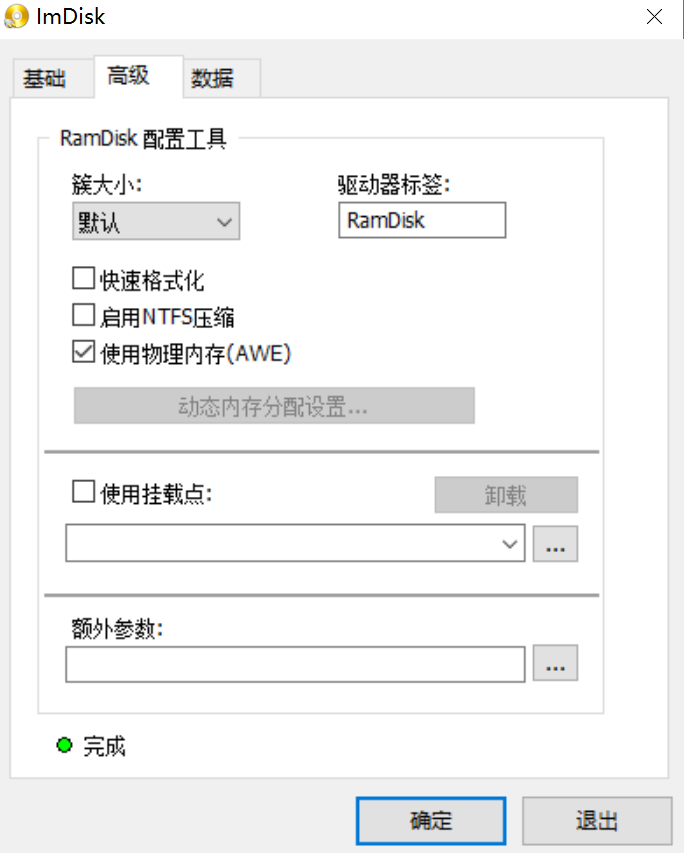 ImDisk
基础 高级 数据
RamDisk 配置工具
簇大小: 驱动器标签:
默认 RamDisk
快速格式化
启用NTFS压缩
使用物理内存(AWE)
动态内存分配设置...
使用挂载点: 卸载
...
额外参数:
...
完成
确定 退出